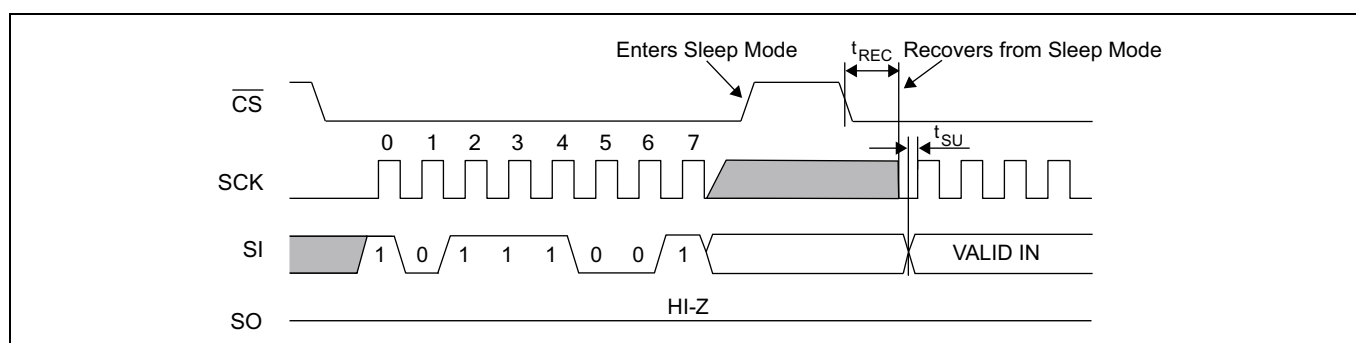 Enters Sleep Mode
tREC
Recovers from Sleep Mode
CS
tSU
0 1 2 3 4 5 6 7
SCK
SI
1 0 1 1 1 0 0 1
VALID IN
HI-Z
SO